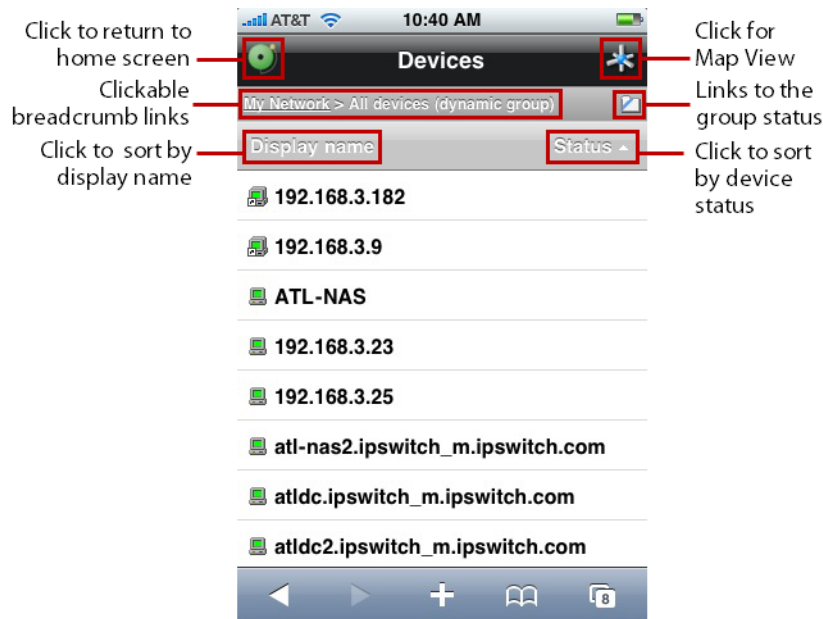 Click to return to
home screen
Clickable
breadcrumb links
Click to sort by
display name
AT&T
10:40 AM
Devices
My Network > All devices (dynamic group)
Display name
Status
192.168.3.182
192.168.3.9
ATL-NAS
192.168.3.23
192.168.3.25
atl-nas2.ipswitch_m.ipswitch.com
atldc.ipswitch_m.ipswitch.com
atldc2.ipswitch_m.ipswitch.com
8
Click for
Map View
Links to the
group status
Click to sort
by device
status